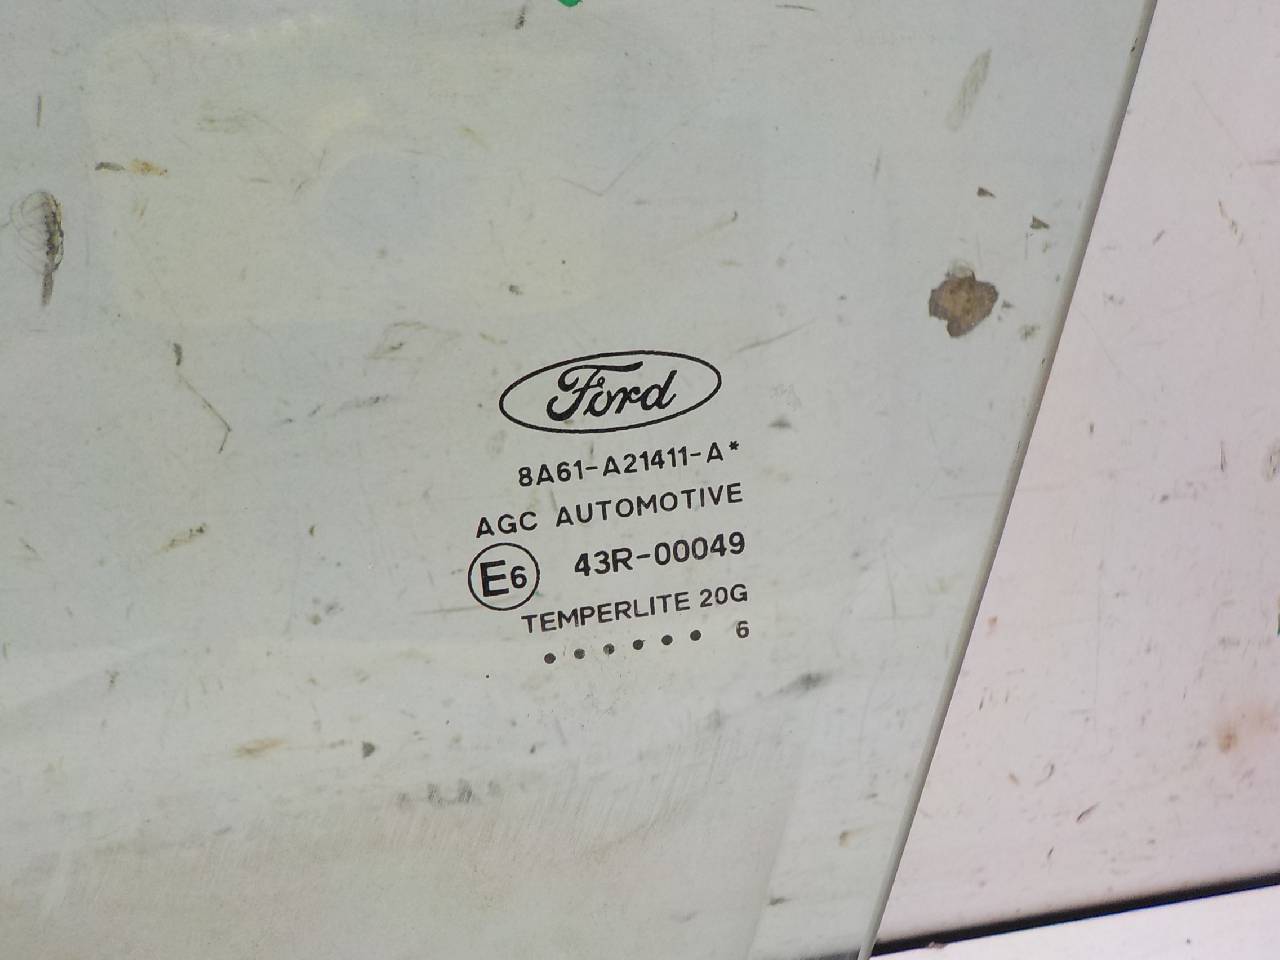 Ford
8A61-A21411-A*
AGC AUTOMOTIVE
E6 43R-00049
TEMPERLITE 20G
. . . . . . 6